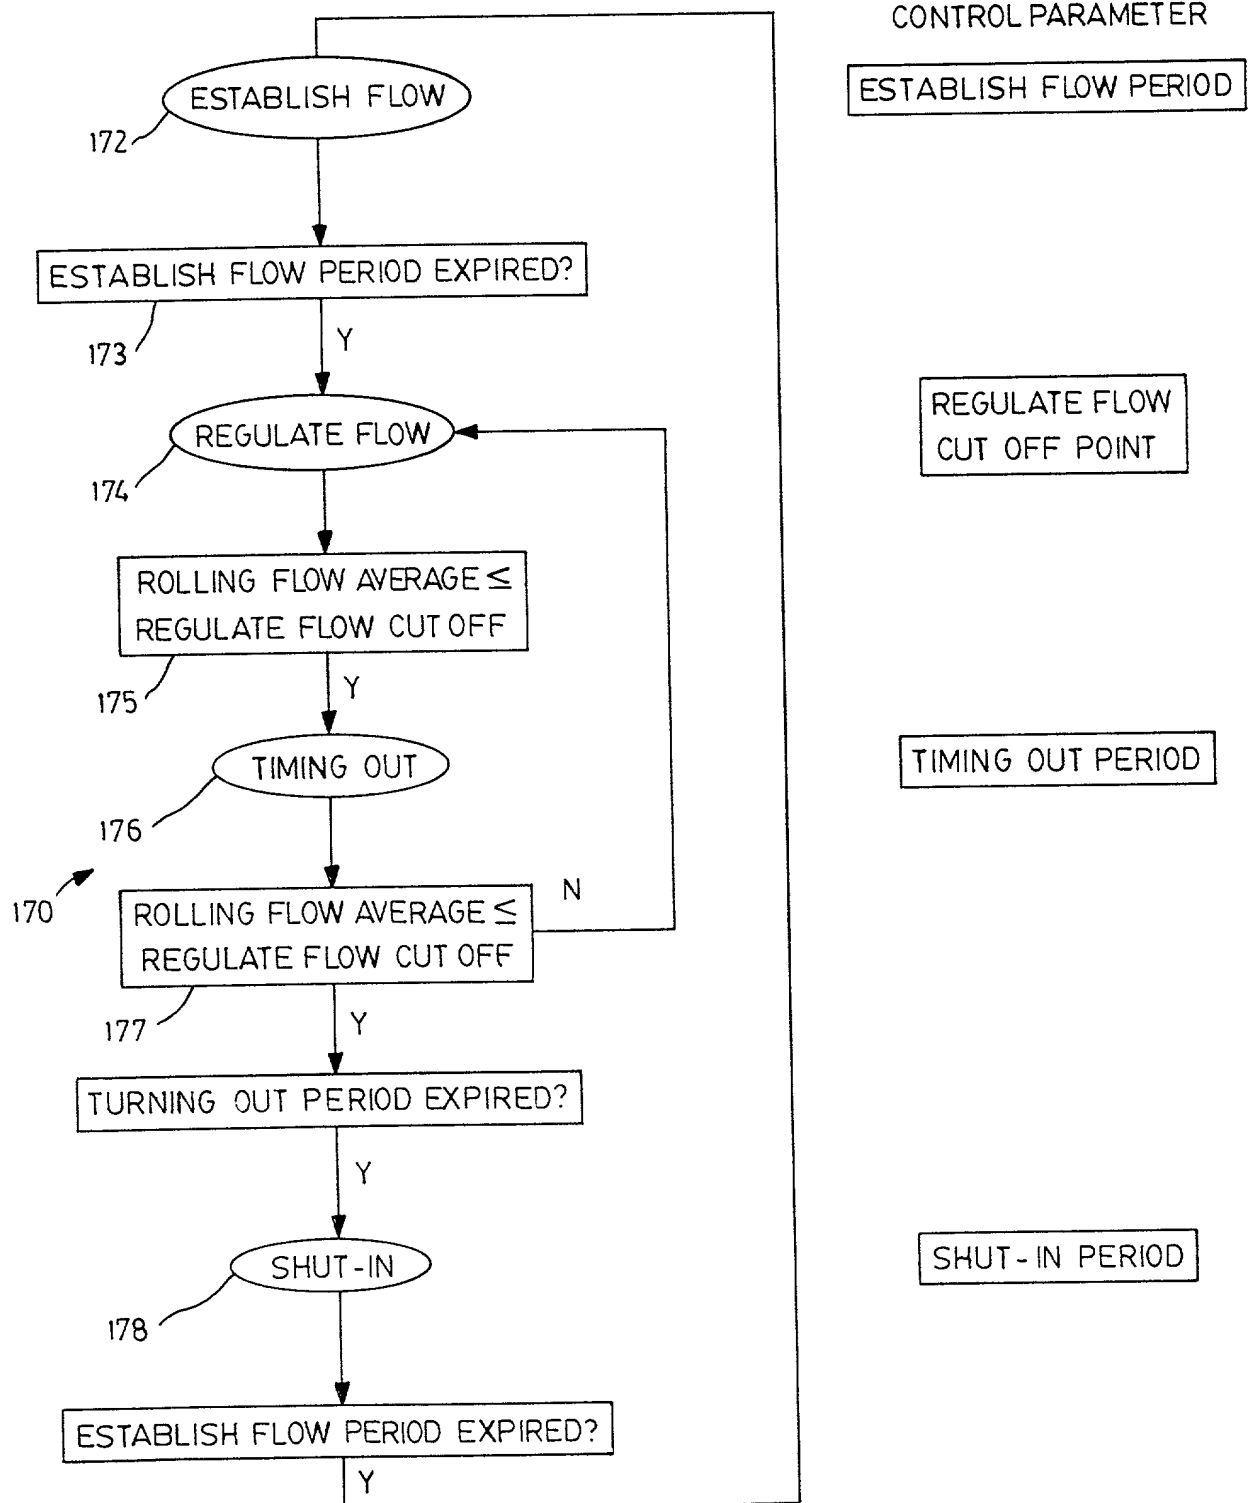 CONTROL PARAMETER
ESTABLISH FLOW
ESTABLISH FLOW PERIOD
172
ESTABLISH FLOW PERIOD EXPIRED?
173
Y
REGULATE FLOW
REGULATE FLOW
CUT OFF POINT
174
ROLLING FLOW AVERAGE ≤
REGULATE FLOW CUT OFF
175
Y
TIMING OUT
TIMING OUT PERIOD
176
170
ROLLING FLOW AVERAGE ≤
REGULATE FLOW CUT OFF
N
177
Y
TURNING OUT PERIOD EXPIRED?
Y
SHUT-IN
SHUT-IN PERIOD
178
ESTABLISH FLOW PERIOD EXPIRED?
Y